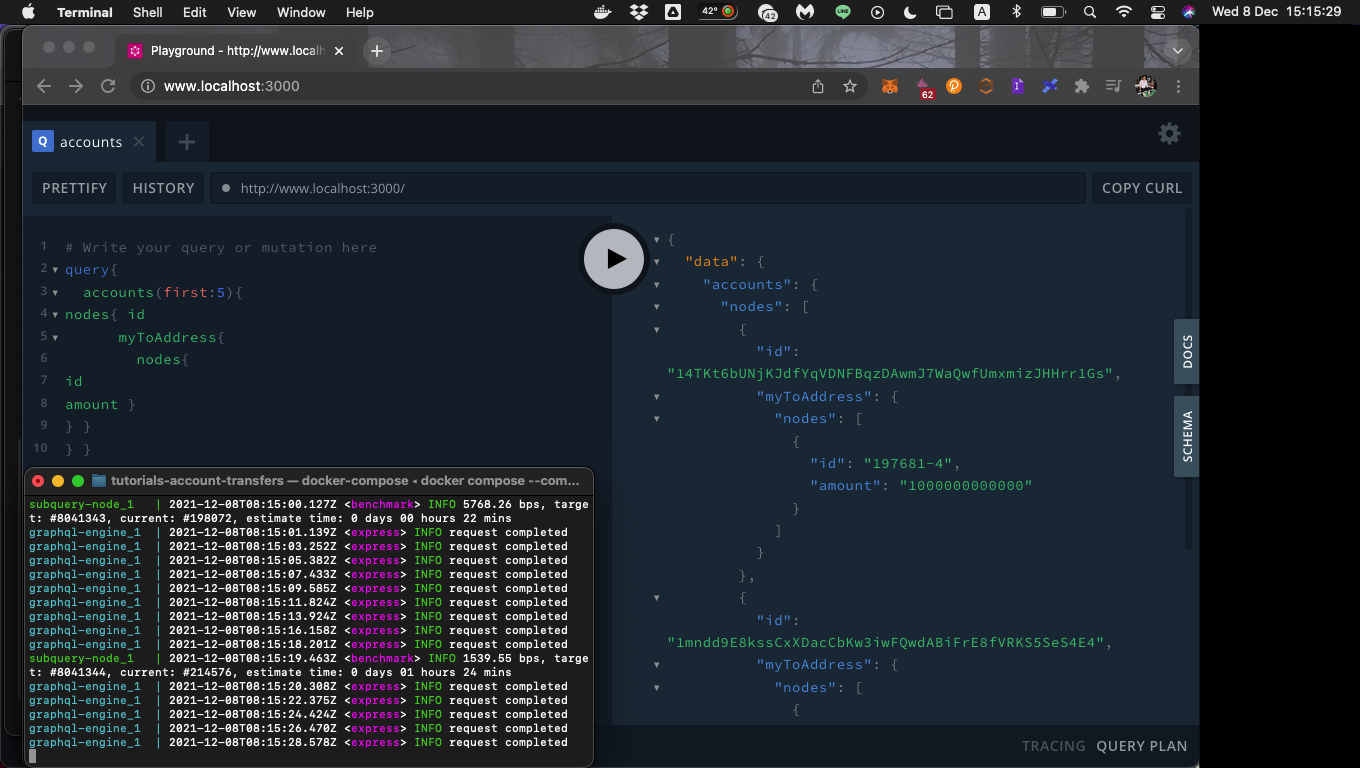 Terminal Shell Edit View Window Help 42° 42 LINE A Wed 8 Dec 15:15:29
Playground - http://www.localh
www.localhost:3000
62
Q accounts
PRETTIFY HISTORY http://www.localhost:3000/ COPY CURL
1 # Write your query or mutation here
2 query{
3 accounts(first:5){
4 nodes{ id
5 myToAddress{
6 nodes{
7 id
8 amount }
9 } }
10 } }
{
"data": {
"accounts": {
"nodes": [
{
"id":
"14TKt6bUNjKJdfYqVDNFBqzDAwmJ7WaQwfUmxmizJHHrr1Gs",
"myToAddress": {
"nodes": [
{
"id": "197681-4",
"amount": "1000000000000"
}
]
}
},
{
"id":
"1mndd9E8kssCxXDacCbKw3iwFQwdABiFrE8fVRKS5SeS4E4",
"myToAddress": {
"nodes": [
{
DOCS
SCHEMA
TRACING QUERY PLAN
tutorials-account-transfers — docker-compose ◂ docker compose --com...
subquery-node_1 | 2021-12-08T08:15:00.127Z <benchmark> INFO 5768.26 bps, targe
t: #8041343, current: #198072, estimate time: 0 days 00 hours 22 mins
graphql-engine_1 | 2021-12-08T08:15:01.139Z <express> INFO request completed
graphql-engine_1 | 2021-12-08T08:15:03.252Z <express> INFO request completed
graphql-engine_1 | 2021-12-08T08:15:05.382Z <express> INFO request completed
graphql-engine_1 | 2021-12-08T08:15:07.433Z <express> INFO request completed
graphql-engine_1 | 2021-12-08T08:15:09.585Z <express> INFO request completed
graphql-engine_1 | 2021-12-08T08:15:11.824Z <express> INFO request completed
graphql-engine_1 | 2021-12-08T08:15:13.924Z <express> INFO request completed
graphql-engine_1 | 2021-12-08T08:15:16.158Z <express> INFO request completed
graphql-engine_1 | 2021-12-08T08:15:18.201Z <express> INFO request completed
subquery-node_1 | 2021-12-08T08:15:19.463Z <benchmark> INFO 1539.55 bps, targe
t: #8041344, current: #214576, estimate time: 0 days 01 hours 24 mins
graphql-engine_1 | 2021-12-08T08:15:20.308Z <express> INFO request completed
graphql-engine_1 | 2021-12-08T08:15:22.375Z <express> INFO request completed
graphql-engine_1 | 2021-12-08T08:15:24.424Z <express> INFO request completed
graphql-engine_1 | 2021-12-08T08:15:26.470Z <express> INFO request completed
graphql-engine_1 | 2021-12-08T08:15:28.578Z <express> INFO request completed